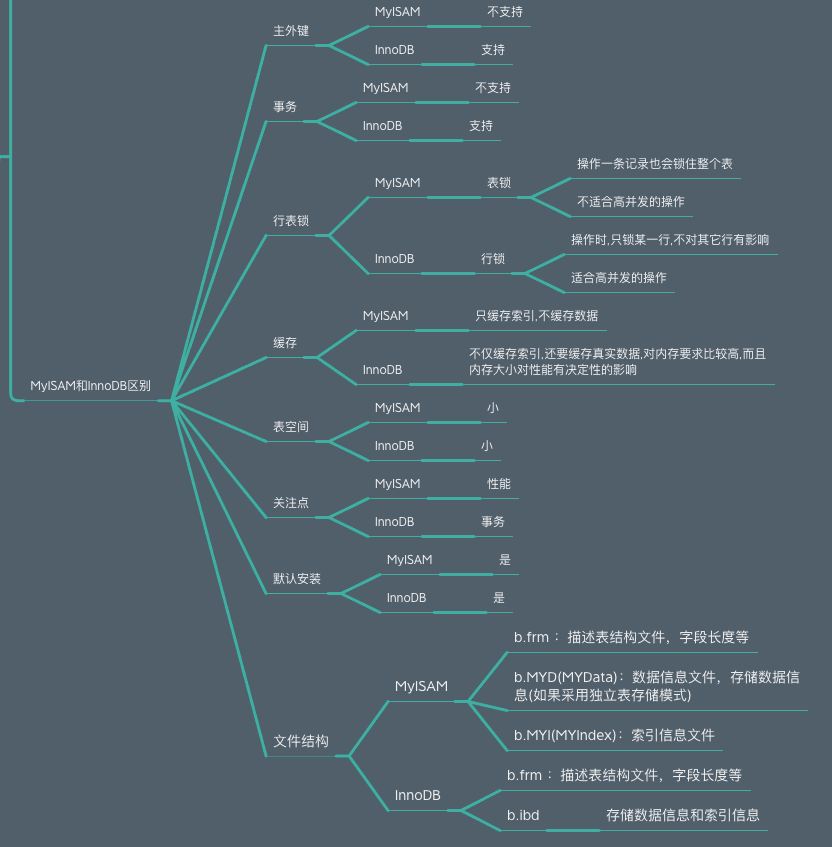 MyISAM和InnoDB区别
主外键
MyISAM
不支持
InnoDB
支持
事务
MyISAM
不支持
InnoDB
支持
行表锁
MyISAM
表锁
操作一条记录也会锁住整个表
不适合高并发的操作
InnoDB
行锁
操作时,只锁某一行,不对其它行有影响
适合高并发的操作
缓存
MyISAM
只缓存索引,不缓存数据
InnoDB
不仅缓存索引,还要缓存真实数据,对内存要求比较高,而且
内存大小对性能有决定性的影响
表空间
MyISAM
小
InnoDB
小
关注点
MyISAM
性能
InnoDB
事务
默认安装
MyISAM
是
InnoDB
是
文件结构
MyISAM
b.frm ：描述表结构文件，字段长度等
b.MYD(MYData)：数据信息文件，存储数据信
息(如果采用独立表存储模式)
b.MYI(MYIndex)：索引信息文件
InnoDB
b.frm ：描述表结构文件，字段长度等
b.ibd
存储数据信息和索引信息